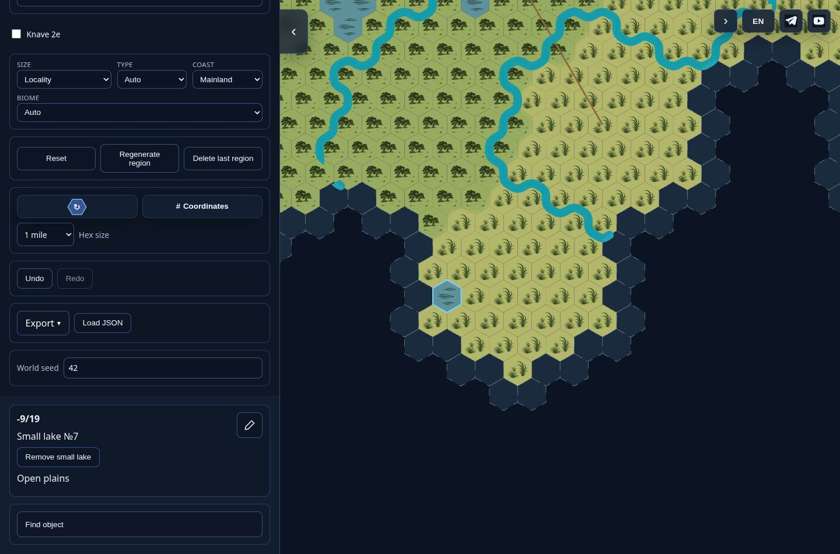 Knave 2e
SIZE
TYPE
COAST
Locality
Auto
Mainland
BIOME
Auto
Reset
Regenerate
region
Delete last region
↻
# Coordinates
1 mile
Hex size
Undo
Redo
Export ▾
Load JSON
World seed
42
-9/19
Small lake №7
Remove small lake
Open plains
Find object
EN